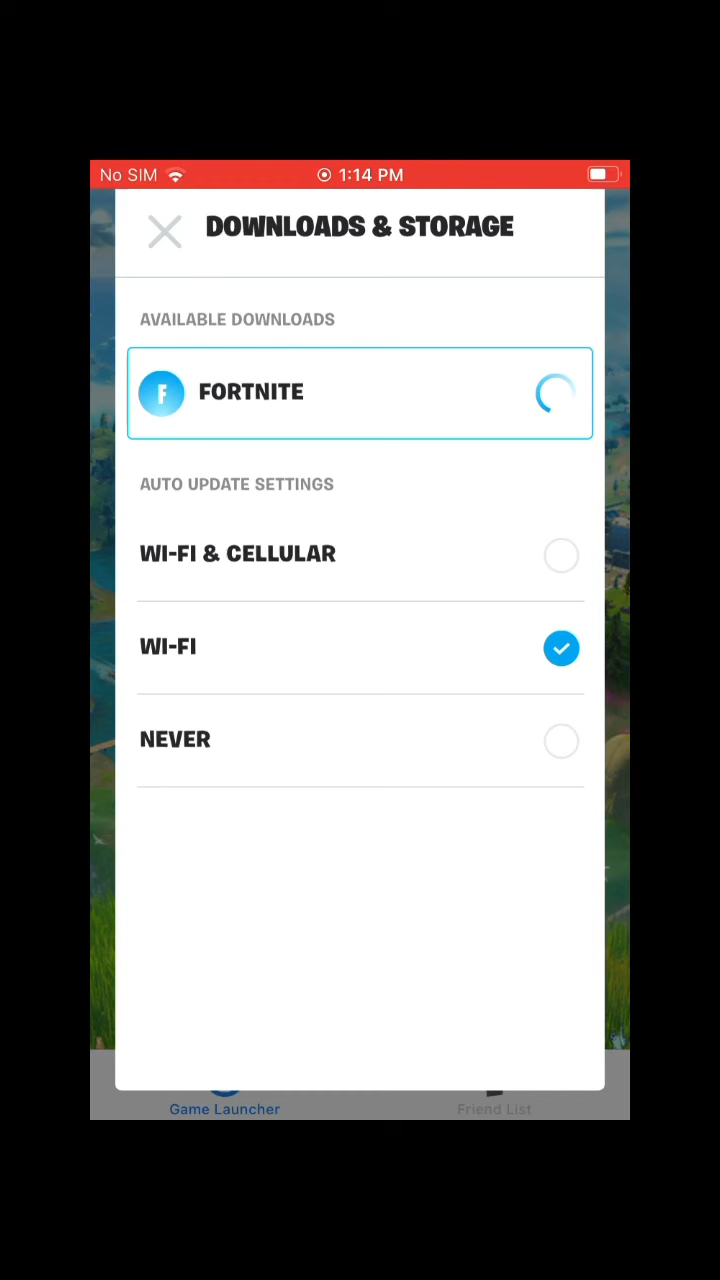 No SIM 1:14 PM
DOWNLOADS & STORAGE
AVAILABLE DOWNLOADS
F FORTNITE
AUTO UPDATE SETTINGS
WI-FI & CELLULAR
WI-FI
NEVER
Game Launcher Friend List